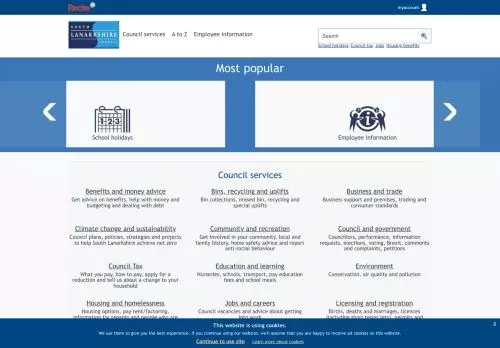 Recite
myaccount
SOUTH
LANARKSHIRE
COUNCIL
Council services A to Z Employee information
Search
School holidays Council tax Jobs Housing benefits
Most popular
School holidays
Employee Information
Council services
Benefits and money advice
Get advice on benefits, help with money and budgeting and dealing with debt
Bins, recycling and uplifts
Bin collections, missed bin, recycling and special uplifts
Business and trade
Business support and premises, trading and consumer standards
Climate change and sustainability
Council plans, policies, strategies and projects to help South Lanarkshire achieve net zero
Community and recreation
Get involved in your community, local and family history, home safety advice and report anti-social behaviour
Council and government
Councillors, performance, information requests, elections, voting, Brexit, comments and complaints, petitions
Council Tax
What you pay, how to pay, apply for a reduction and tell us about a change to your household
Education and learning
Nurseries, schools, transport, pay education fees and school meals
Environment
Conservation, air quality and pollution
Housing and homelessness
Housing options, pay rent/factoring, information for tenants and people who are
Jobs and careers
Council vacancies and advice about getting into work
Licensing and registration
Births, deaths and marriages, licences (including short term lets), permits and
This website is using cookies.
We use them to give you the best experience. If you continue using our website, we'll assume that you are happy to receive all cookies on this website.
Continue to use site Learn more about cookies
x